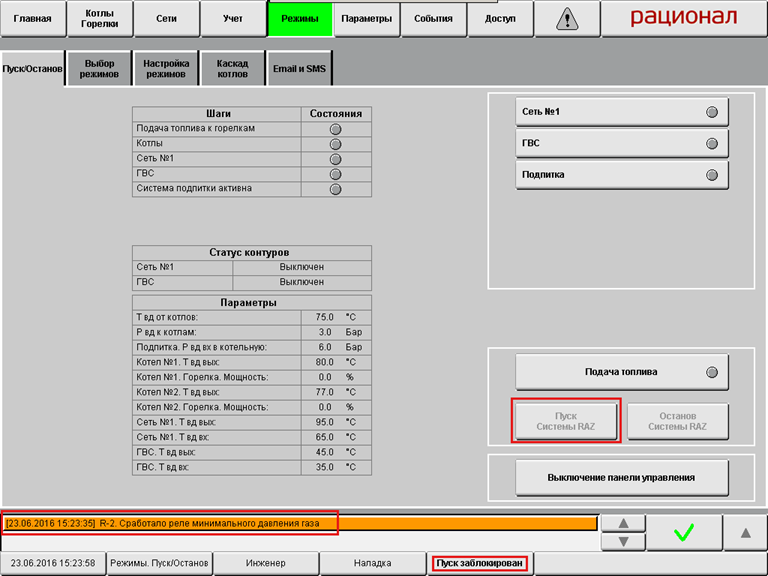 Главная
Котлы
Горелки
Сети
Учет
Режимы
Параметры
События
Доступ
рационал
Пуск/Останов
Выбор
режимов
Настройка
режимов
Каскад
котлов
Email и SMS
Шаги Состояния
Подача топлива к горелкам
Котлы
Сеть №1
ГВС
Система подпитки активна
Сеть №1
ГВС
Подпитка
Статус контуров
Сеть №1 Выключен
ГВС Выключен
Параметры
Т вд от котлов: 75.0 °C
Р вд к котлам: 3.0 Бар
Подпитка. Р вд вх в котельную: 6.0 Бар
Котел №1. Т вд вых: 80.0 °C
Котел №1. Горелка. Мощность: 0.0 %
Котел №2. Т вд вых: 77.0 °C
Котел №2. Горелка. Мощность: 0.0 %
Сеть №1. Т вд вых: 95.0 °C
Сеть №1. Т вд вх: 65.0 °C
ГВС. Т вд вых: 45.0 °C
ГВС. Т вд вх: 35.0 °C
Подача топлива
Пуск
Системы RAZ
Останов
Системы RAZ
Выключение панели управления
[23.06.2016 15:23:35] R-2. Сработало реле минимального давления газа
23.06.2016 15:23:58
Режимы. Пуск/Останов
Инженер
Наладка
Пуск заблокирован